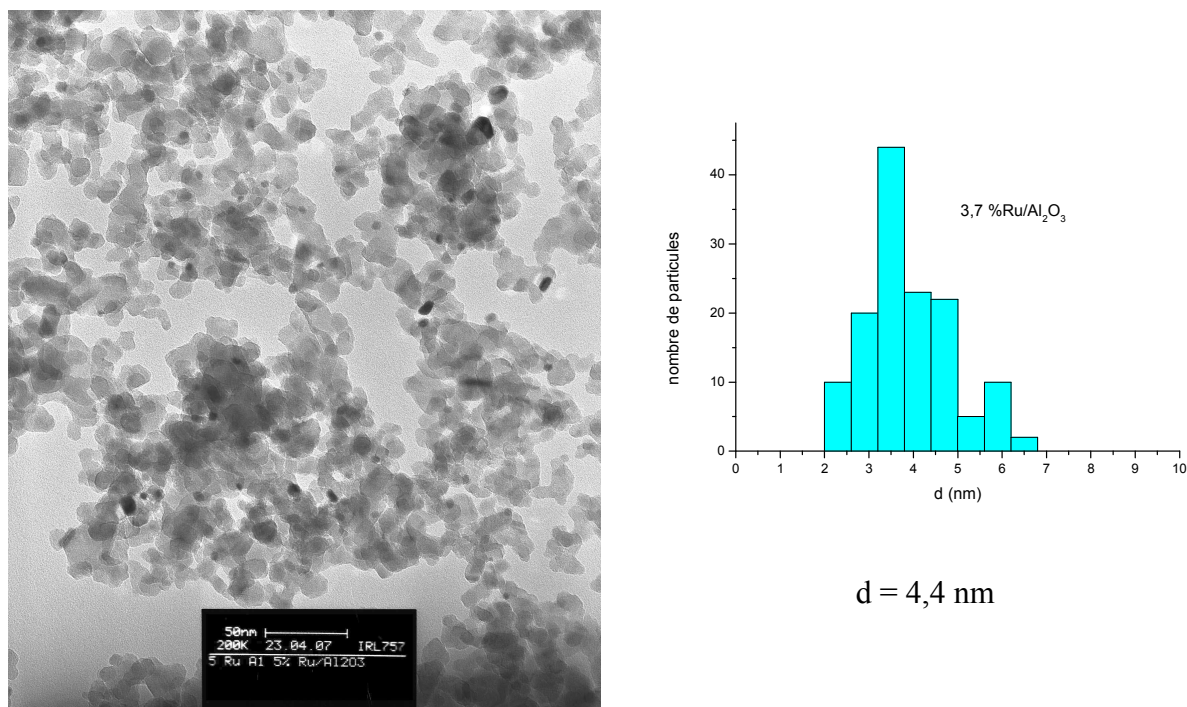 50nm
200K 23.04.07 IRL757
5 Ru A1 5% Ru/Al2O3
nombre de particules
40
30
20
10
0
3,7 %Ru/Al₂O₃
0 1 2 3 4 5 6 7 8 9 10
d (nm)
d = 4,4 nm